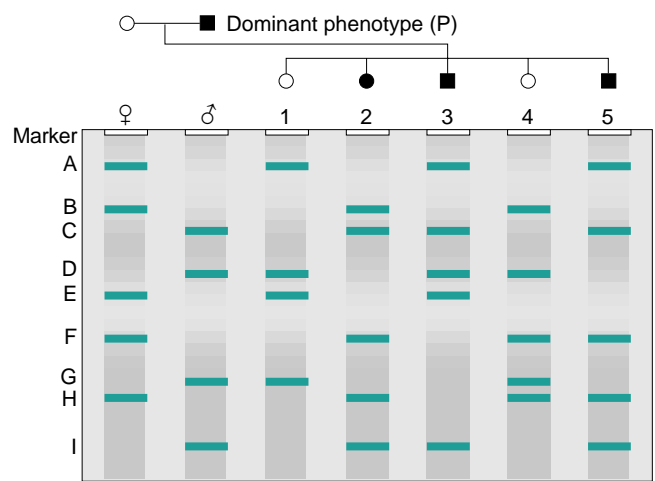 Dominant phenotype (P)
♀ ♂ 1 2 3 4 5
Marker
A
B
C
D
E
F
G
H
I